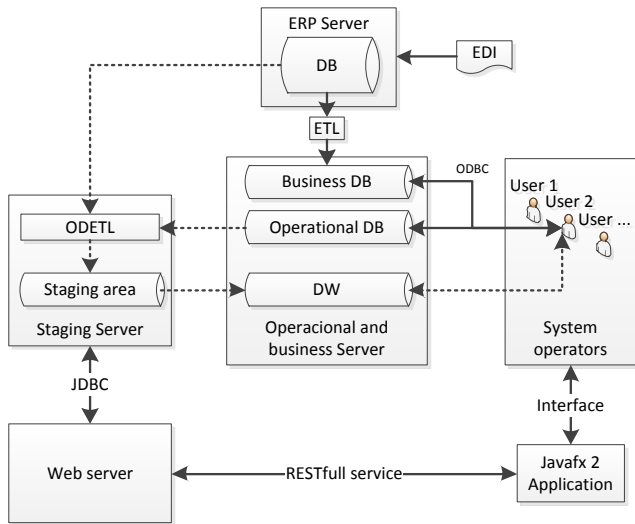 ERP Server
DB
EDI
ETL
Business DB
ODBC
User 1
User 2
User ...
ODETL
Operational DB
Staging area
DW
Staging Server
Operacional and
business Server
System
operators
JDBC
Interface
Web server
RESTfull service
Javafx 2
Application